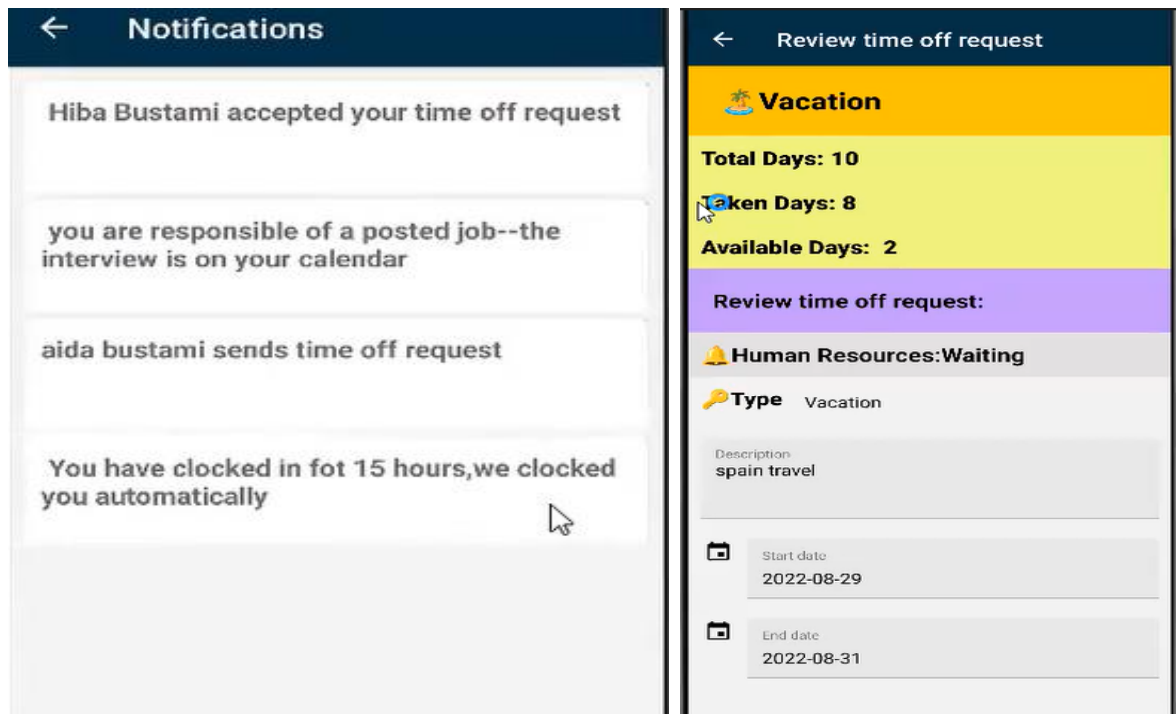 Notifications
Hiba Bustami accepted your time off request
you are responsible of a posted job--the
interview is on your calendar
aida bustami sends time off request
You have clocked in fot 15 hours,we clocked
you automatically
Review time off request
Vacation
Total Days: 10
Taken Days: 8
Available Days: 2
Review time off request:
Human Resources:Waiting
Type Vacation
Description
spain travel
Start date
2022-08-29
End date
2022-08-31